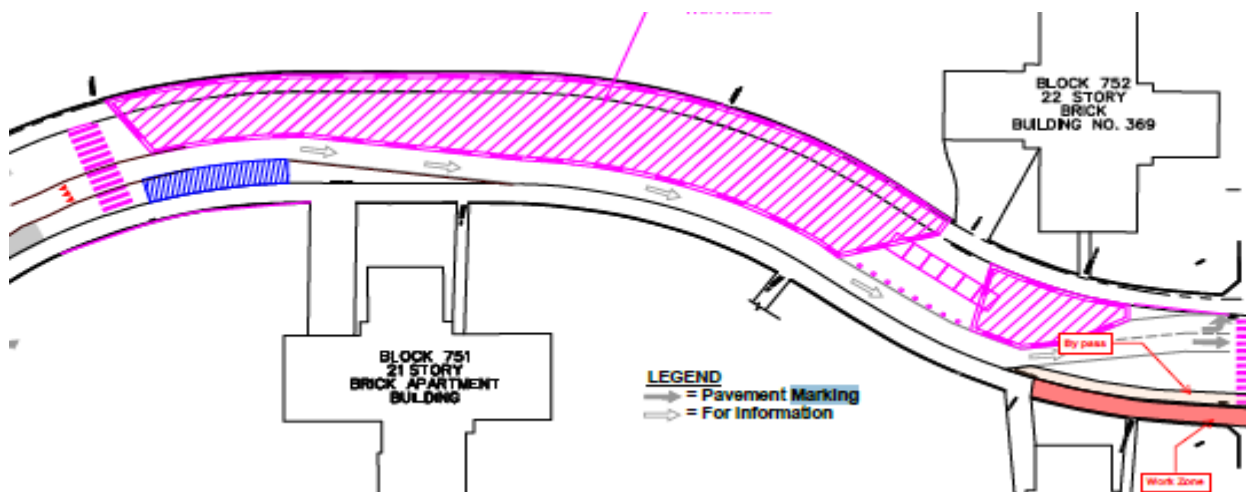 BLOCK 752
22 STORY
BRICK
BUILDING NO. 369
By pass
BLOCK 751
21 STORY
BRICK APARTMENT
BUILDING
LEGEND
= Pavement Marking
= For Information
Work Zone